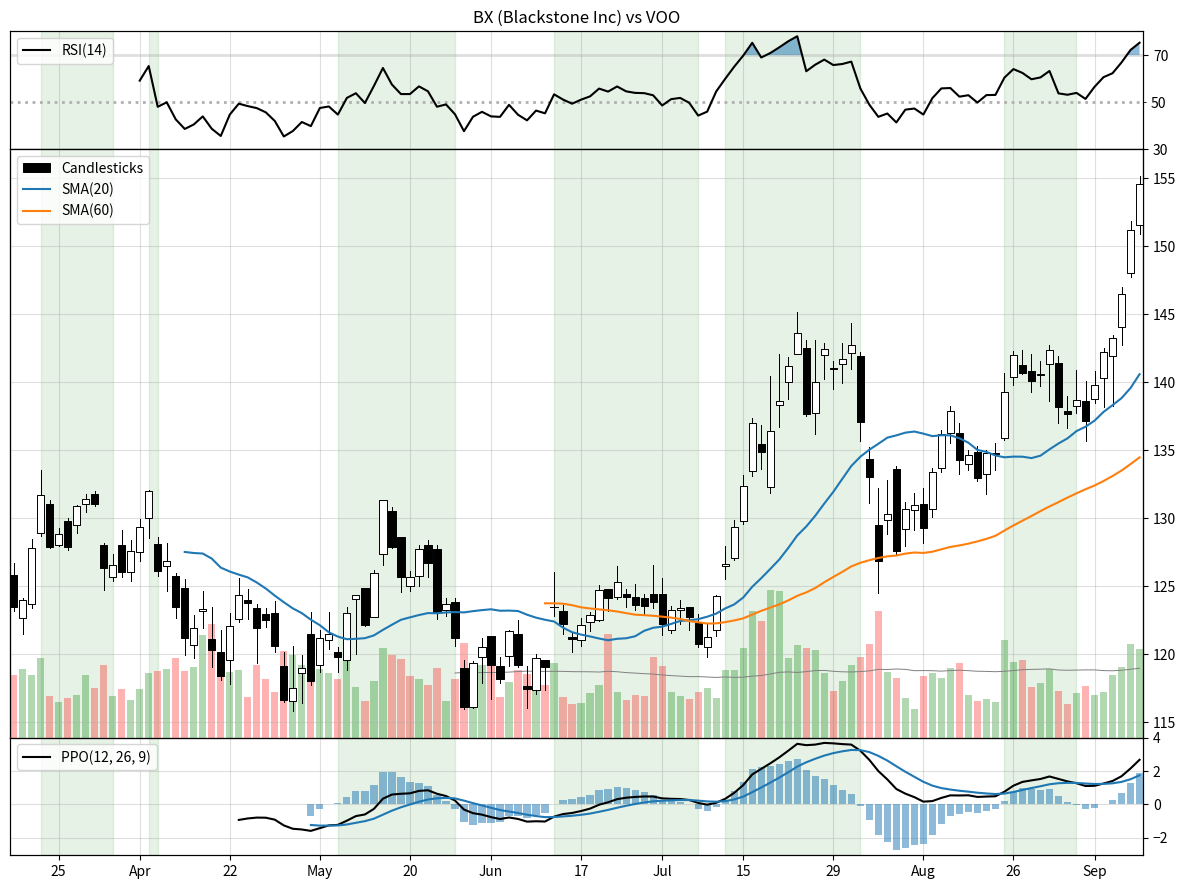 BX (Blackstone Inc) vs VOO
RSI(14)
70
50
30
Candlesticks
SMA(20)
SMA(60)
155
150
145
140
135
130
125
120
115
PPO(12, 26, 9)
4
2
0
−2
25 Apr 22 May 20 Jun 17 Jul 15 29 Aug 26 Sep